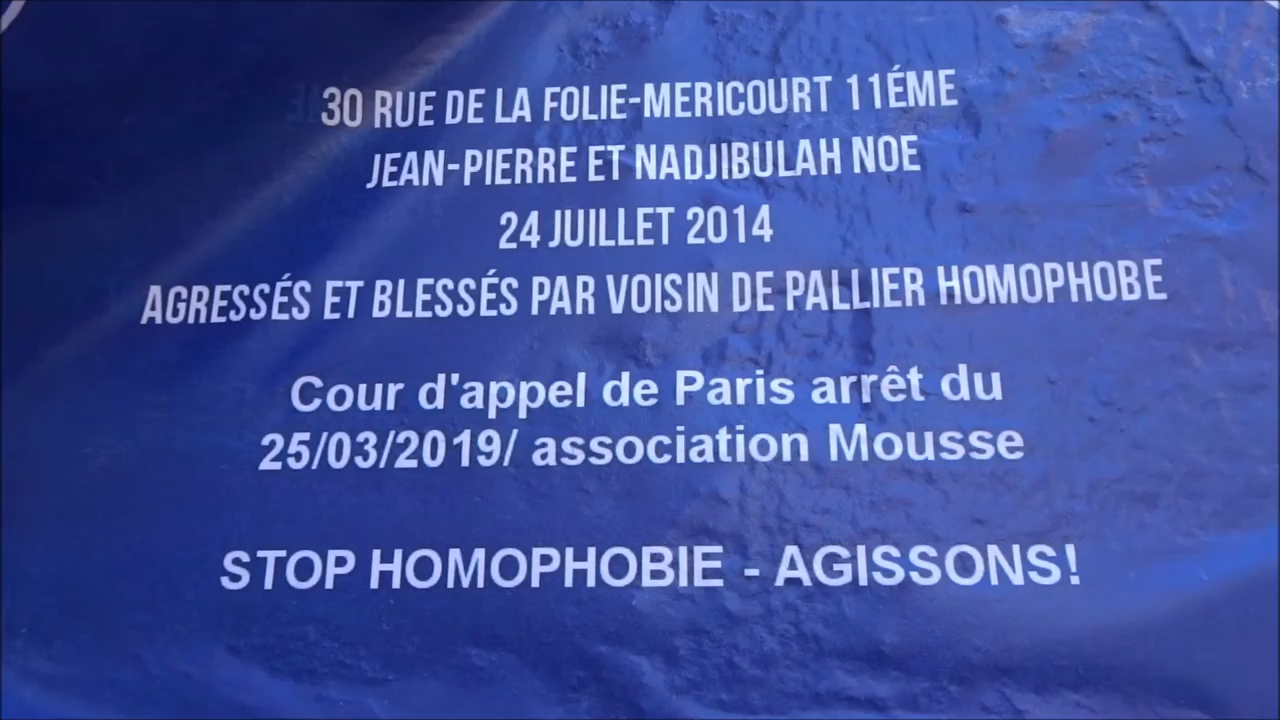 30 RUE DE LA FOLIE-MERICOURT 11ÉME
JEAN-PIERRE ET NADJIBULAH NOE
24 JUILLET 2014
AGRESSÉS ET BLESSÉS PAR VOISIN DE PALLIER HOMOPHOBE
Cour d'appel de Paris arrêt du
25/03/2019/ association Mousse
STOP HOMOPHOBIE - AGISSONS!